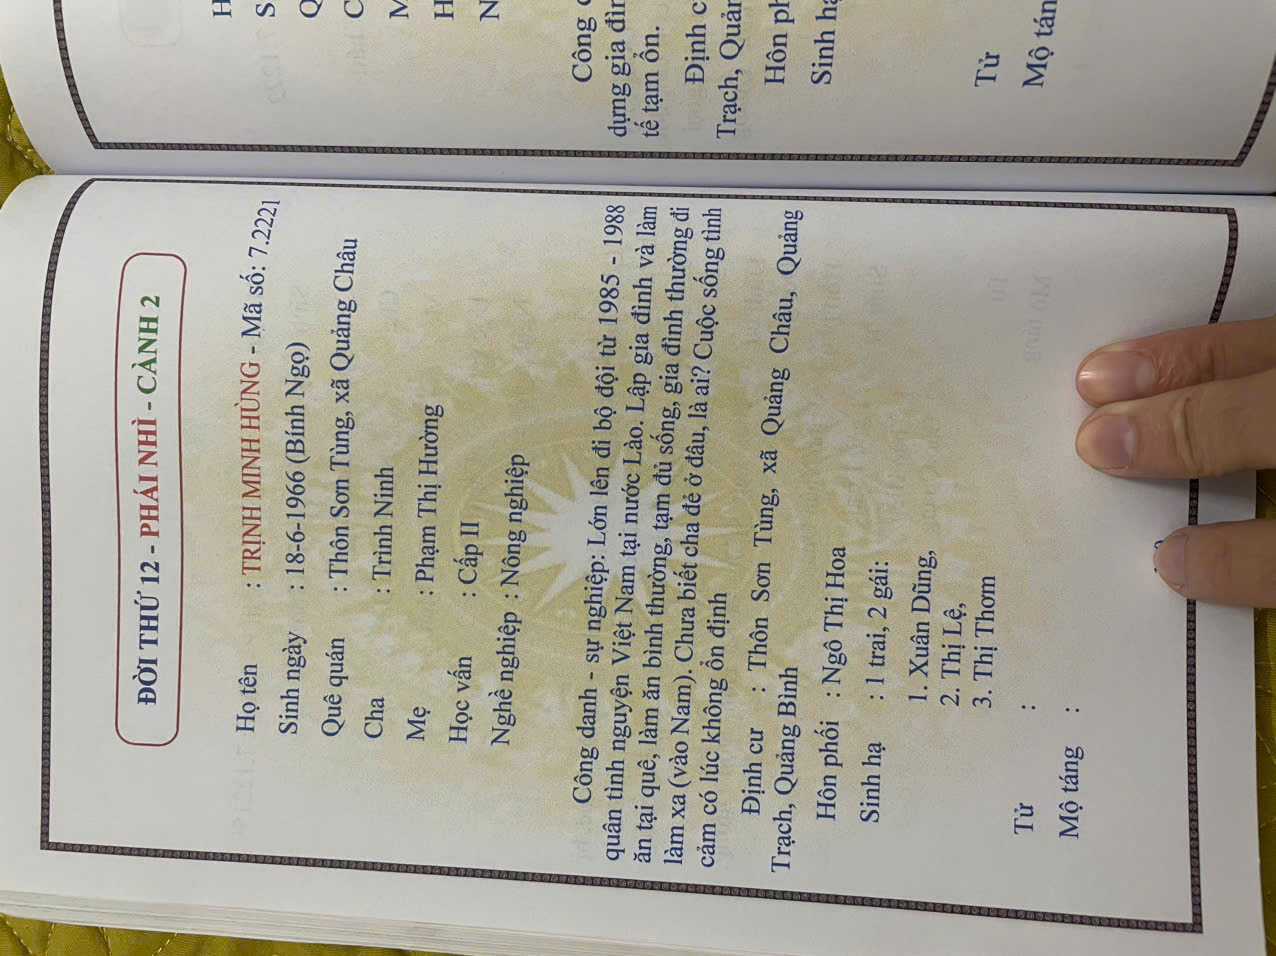 ĐỜI THỨ 12 - PHÁI NHÌ - CÀNH 2
Họ tên : TRỊNH MINH HÙNG - Mã số: 7.2221
Sinh ngày : 18-6-1966 (Bính Ngọ)
Quê quán : Thôn Sơn Tùng, xã Quảng Châu
Cha : Trình Ninh
Mẹ : Phạm Thị Hường
Học vấn : Cấp II
Nghề nghiệp : Nông nghiệp
Công danh - sự nghiệp: Lớn lên đi bộ đội từ 1985 - 1988
quân tình nguyện Việt Nam tại nước Lào. Lập gia đình và làm
ăn tại quê, làm ăn bình thường, tạm đủ sống, gia đình thường đi
làm xa (vào Nam). Chưa biết cha đẻ ở đâu, là ai? Cuộc sống tình
cảm có lúc không ổn định
Định cư : Thôn Sơn Tùng, xã Quảng Châu, Quảng
Trạch, Quảng Bình
Hôn phối : Ngô Thị Hoa
Sinh hạ : 1 trai, 2 gái:
1. Xuân Dũng,
2. Thị Lệ,
3. Thị Thơm
Tử :
Mộ táng :
H
S
Q
C
M
H
N
Công
dựng gia đìn
tế tạm ổn.
Định c
Trạch, Quản
Hôn ph
Sinh hạ
Tử
Mộ tán